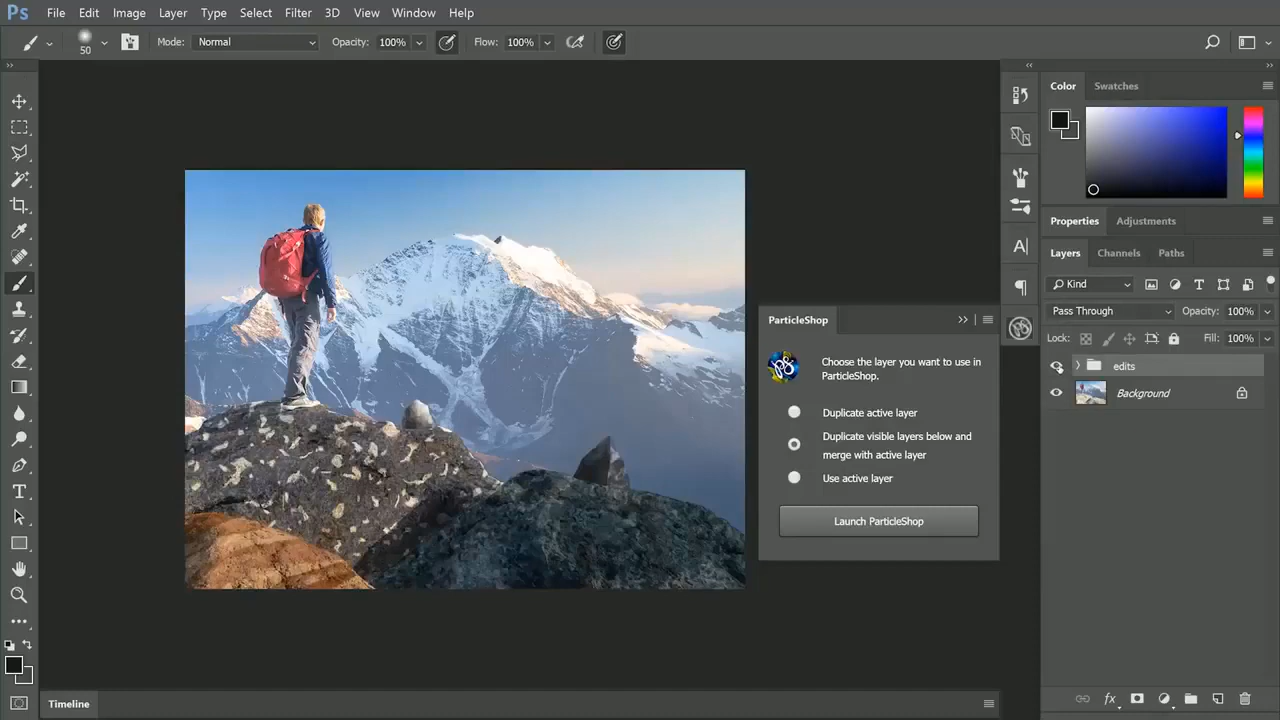 Ps File Edit Image Layer Type Select Filter 3D View Window Help
50 Mode: Normal Opacity: 100% Flow: 100%
Color Swatches
Properties Adjustments
Layers Channels Paths
Kind
Pass Through Opacity: 100%
Lock: Fill: 100%
edits
Background
ParticleShop
Choose the layer you want to use in
ParticleShop.
Duplicate active layer
Duplicate visible layers below and
merge with active layer
Use active layer
Launch ParticleShop
Timeline